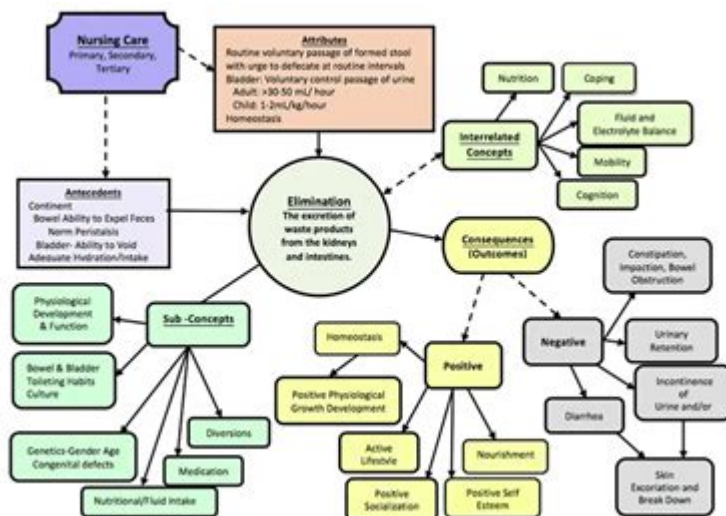 Nursing Care
Primary, Secondary,
Tertiary
Attributes
Routine voluntary passage of formed stool
with urge to defecate at routine intervals
Bladder: Voluntary control passage of urine
Adult: >30-50 mL/ hour
Child: 1-2mL/kg/hour
Homeostasis
Nutrition
Coping
Interrelated
Concepts
Fluid and
Electrolyte Balance
Mobility
Cognition
Antecedents
Continent
Bowel Ability to Expel Feces
Norm Peristalsis
Bladder- Ability to Void
Adequate Hydration/Intake
Elimination
The excretion of
waste products
from the kidneys
and intestines.
Consequences
(Outcomes)
Sub -Concepts
Physiological
Development
& Function
Bowel & Bladder
Toileting Habits
Culture
Genetics-Gender Age
Congenital defects
Nutritional/Fluid Intake
Medication
Diversions
Positive
Homeostasis
Positive Physiological
Growth Development
Active
Lifestyle
Positive
Socialization
Positive Self
Esteem
Nourishment
Negative
Constipation,
Impaction, Bowel
Obstruction
Urinary
Retention
Incontinence
of
Urine and/or
Diarrhea
Skin
Excoriation and
Break Down